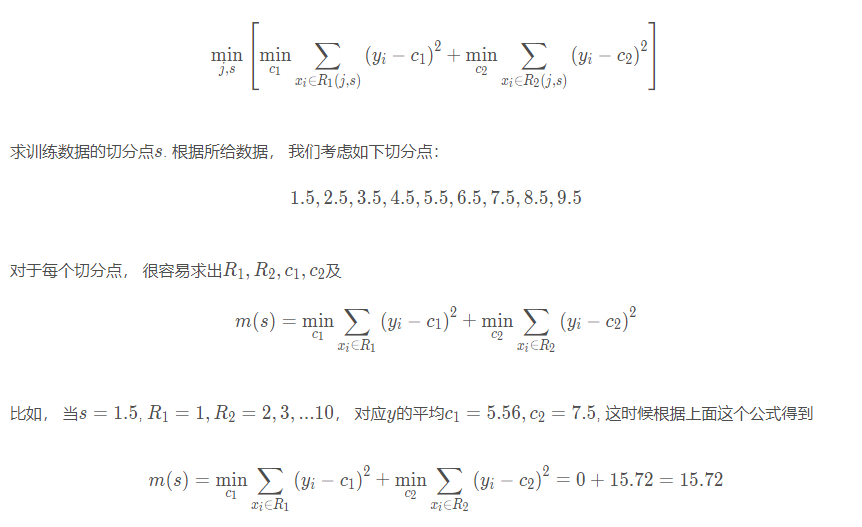 $$\min_{j,s}\left[\min_{c_1}\sum_{x_i\in R_1(j,s)}(y_i-c_1)^2+\min_{c_2}\sum_{x_i\in R_2(j,s)}(y_i-c_2)^2\right]$$
求训练数据的切分点$s$. 根据所给数据， 我们考虑如下切分点：
$$1.5,2.5,3.5,4.5,5.5,6.5,7.5,8.5,9.5$$
对于每个切分点， 很容易求出$R_1,R_2,c_1,c_2$及
$$m(s)=\min_{c_1}\sum_{x_i\in R_1}(y_i-c_1)^2+\min_{c_2}\sum_{x_i\in R_2}(y_i-c_2)^2$$
比如， 当$s=1.5$, $R_1=1,R_2=2,3,...10$， 对应$y$的平均$c_1=5.56,c_2=7.5$, 这时候根据上面这个公式得到
$$m(s)=\min_{c_1}\sum_{x_i\in R_1}(y_i-c_1)^2+\min_{c_2}\sum_{x_i\in R_2}(y_i-c_2)^2=0+15.72=15.72$$